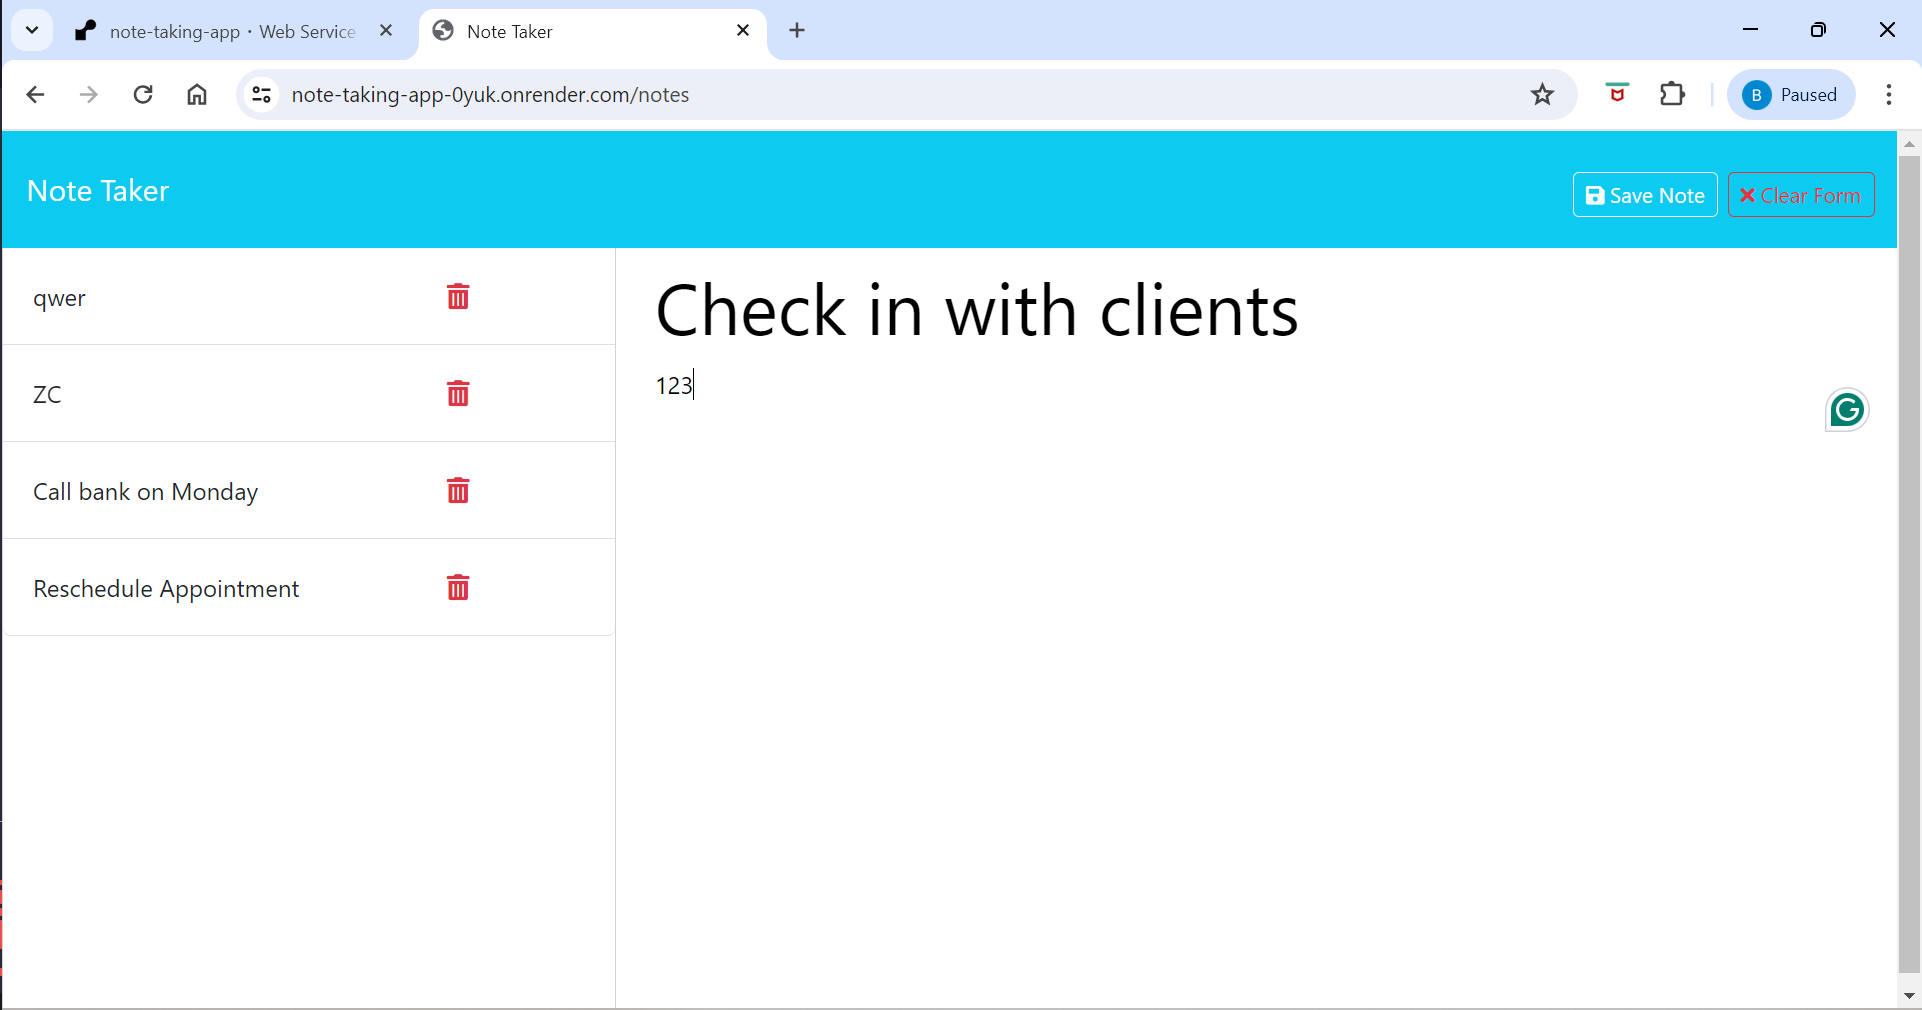 note-taking-app · Web Service
Note Taker
note-taking-app-0yuk.onrender.com/notes
B Paused
Note Taker
Save Note
Clear Form
qwer
ZC
Call bank on Monday
Reschedule Appointment
Check in with clients
123
G